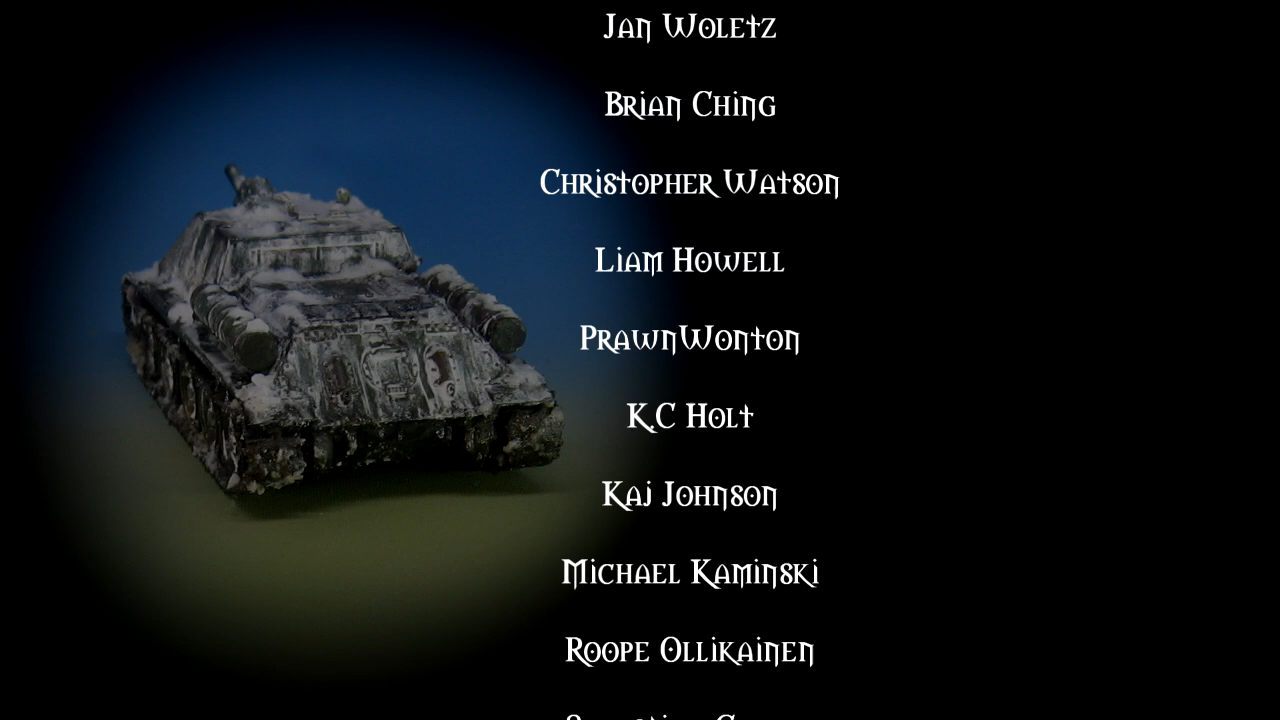 Jan Woletz
Brian Ching
Christopher Watson
Liam Howell
PrawnWonton
K.C Holt
Kaj Johnson
Michael Kaminski
Roope Ollikainen